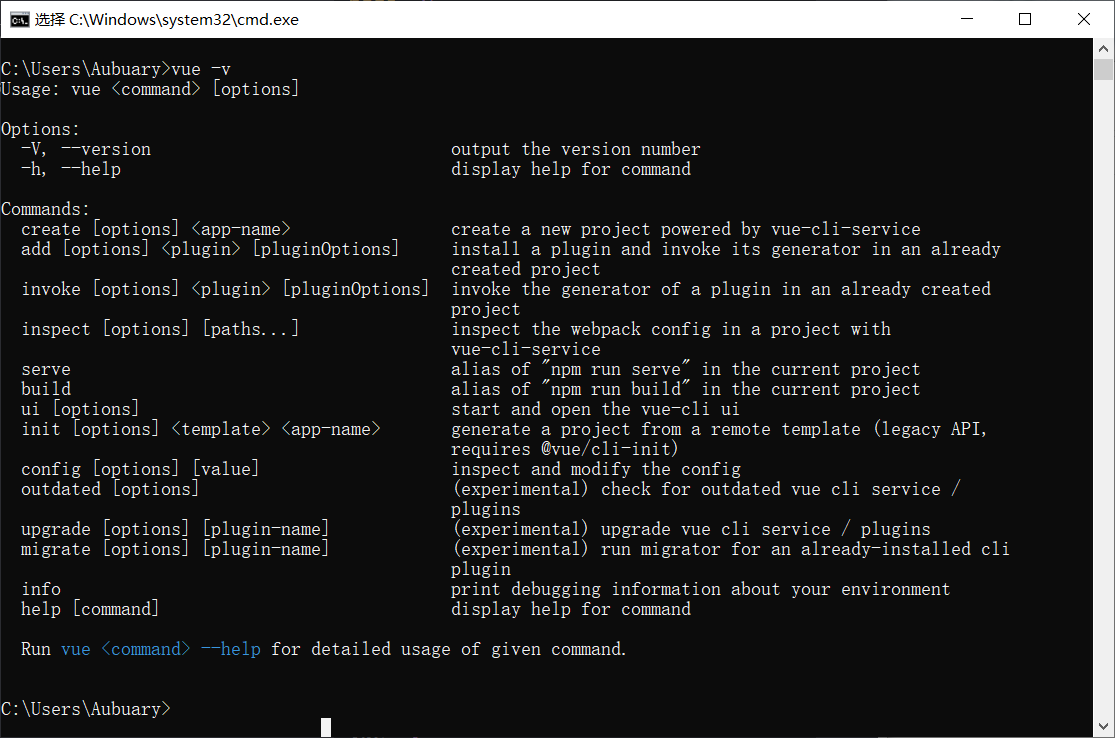 选择 C:\Windows\system32\cmd.exe
C:\Users\Aubuary>vue -v
Usage: vue <command> [options]
Options:
-V, --version output the version number
-h, --help display help for command
Commands:
create [options] <app-name> create a new project powered by vue-cli-service
add [options] <plugin> [pluginOptions] install a plugin and invoke its generator in an already
created project
invoke [options] <plugin> [pluginOptions] invoke the generator of a plugin in an already created
project
inspect [options] [paths...] inspect the webpack config in a project with
vue-cli-service
serve alias of "npm run serve" in the current project
build alias of "npm run build" in the current project
ui [options] start and open the vue-cli ui
init [options] <template> <app-name> generate a project from a remote template (legacy API,
requires @vue/cli-init)
config [options] [value] inspect and modify the config
outdated [options] (experimental) check for outdated vue cli service /
plugins
upgrade [options] [plugin-name] (experimental) upgrade vue cli service / plugins
migrate [options] [plugin-name] (experimental) run migrator for an already-installed cli
plugin
info print debugging information about your environment
help [command] display help for command
Run vue <command> --help for detailed usage of given command.
C:\Users\Aubuary>